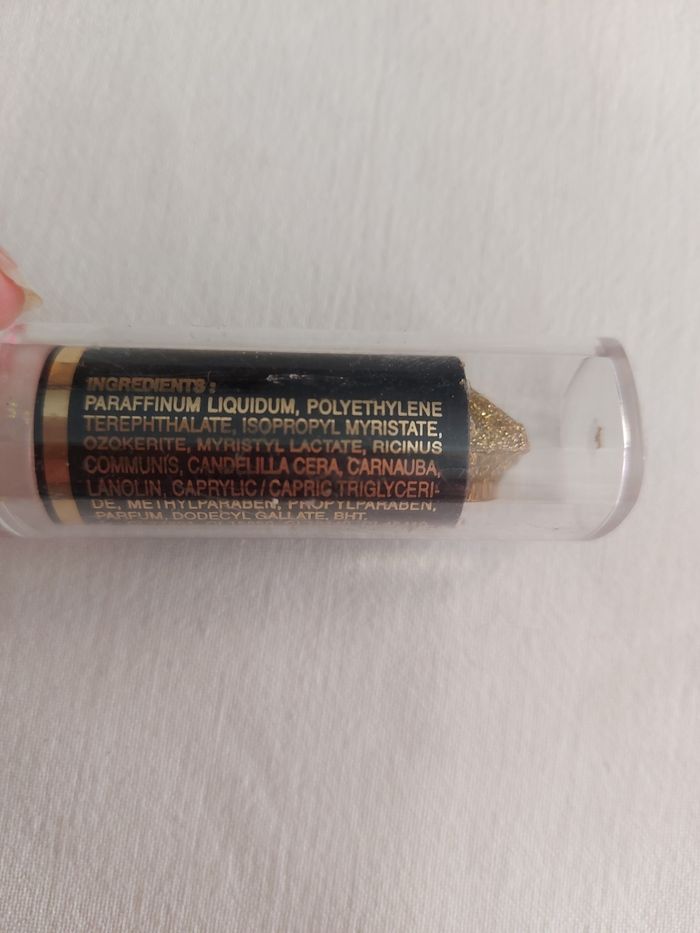 INGREDIENTS :
PARAFFINUM LIQUIDUM, POLYETHYLENE
TEREPHTHALATE, ISOPROPYL MYRISTATE,
OZOKERITE, MYRISTYL LACTATE, RICINUS
COMMUNIS, CANDELILLA CERA, CARNAUBA,
LANOLIN, CAPRYLIC / CAPRIC TRIGLYCERI-
DE, METHYLPARABEN, PROPYLPARABEN,
PARFUM, DODECYL GALLATE, BHT.